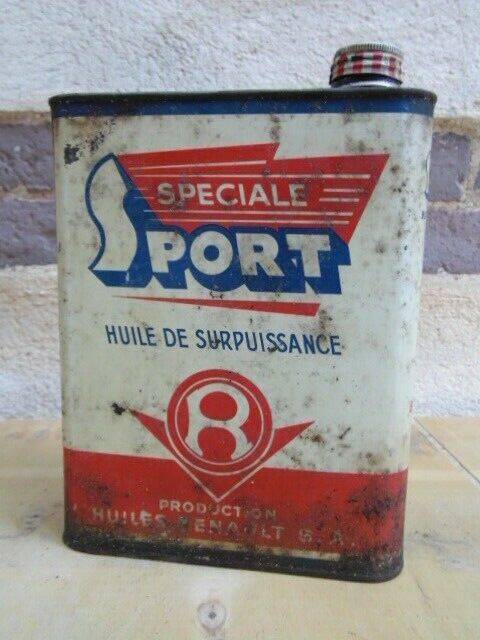 SPECIALE
SPORT
HUILE DE SURPUISSANCE
R
PRODUCTION
HUILES RENAULT S.A.